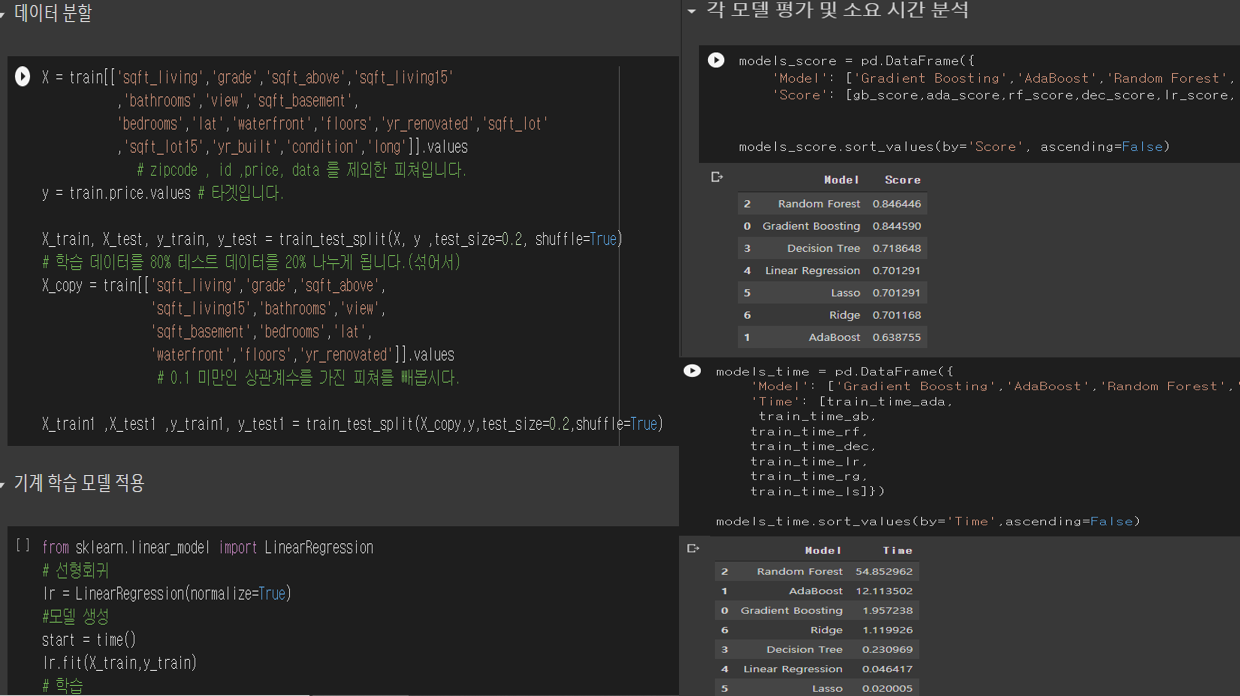 데이터 분할
X = train[['sqft_living','grade','sqft_above','sqft_living15'
,'bathrooms','view','sqft_basement',
'bedrooms','lat','waterfront','floors','yr_renovated','sqft_lot'
,'sqft_lot15','yr_built','condition','long']].values
# zipcode , id ,price, data 를 제외한 피쳐입니다.
y = train.price.values # 타겟입니다.
X_train, X_test, y_train, y_test = train_test_split(X, y ,test_size=0.2, shuffle=True)
# 학습 데이터를 80% 테스트 데이터를 20% 나누게 됩니다.(섞어서)
X_copy = train[['sqft_living','grade','sqft_above',
'sqft_living15','bathrooms','view',
'sqft_basement','bedrooms','lat',
'waterfront','floors','yr_renovated']].values
# 0.1 미만인 상관계수를 가진 피쳐를 빼봅시다.
X_train1 ,X_test1 ,y_train1, y_test1 = train_test_split(X_copy,y,test_size=0.2,shuffle=True)
기계 학습 모델 적용
[ ] from sklearn.linear_model import LinearRegression
# 선형회귀
lr = LinearRegression(normalize=True)
#모델 생성
start = time()
lr.fit(X_train,y_train)
# 학습
각 모델 평가 및 소요 시간 분석
models_score = pd.DataFrame({
'Model': ['Gradient Boosting','AdaBoost','Random Forest',
'Score': [gb_score,ada_score,rf_score,dec_score,lr_score,
models_score.sort_values(by='Score', ascending=False)
Model Score
2 Random Forest 0.846446
0 Gradient Boosting 0.844590
3 Decision Tree 0.718648
4 Linear Regression 0.701291
5 Lasso 0.701291
6 Ridge 0.701168
1 AdaBoost 0.638755
models_time = pd.DataFrame({
'Model': ['Gradient Boosting','AdaBoost','Random Forest','
'Time': [train_time_ada,
train_time_gb,
train_time_rf,
train_time_dec,
train_time_lr,
train_time_rg,
train_time_ls]})
models_time.sort_values(by='Time',ascending=False)
Model Time
2 Random Forest 54.852962
1 AdaBoost 12.113502
0 Gradient Boosting 1.957238
6 Ridge 1.119926
3 Decision Tree 0.230969
4 Linear Regression 0.046417
5 Lasso 0.020005